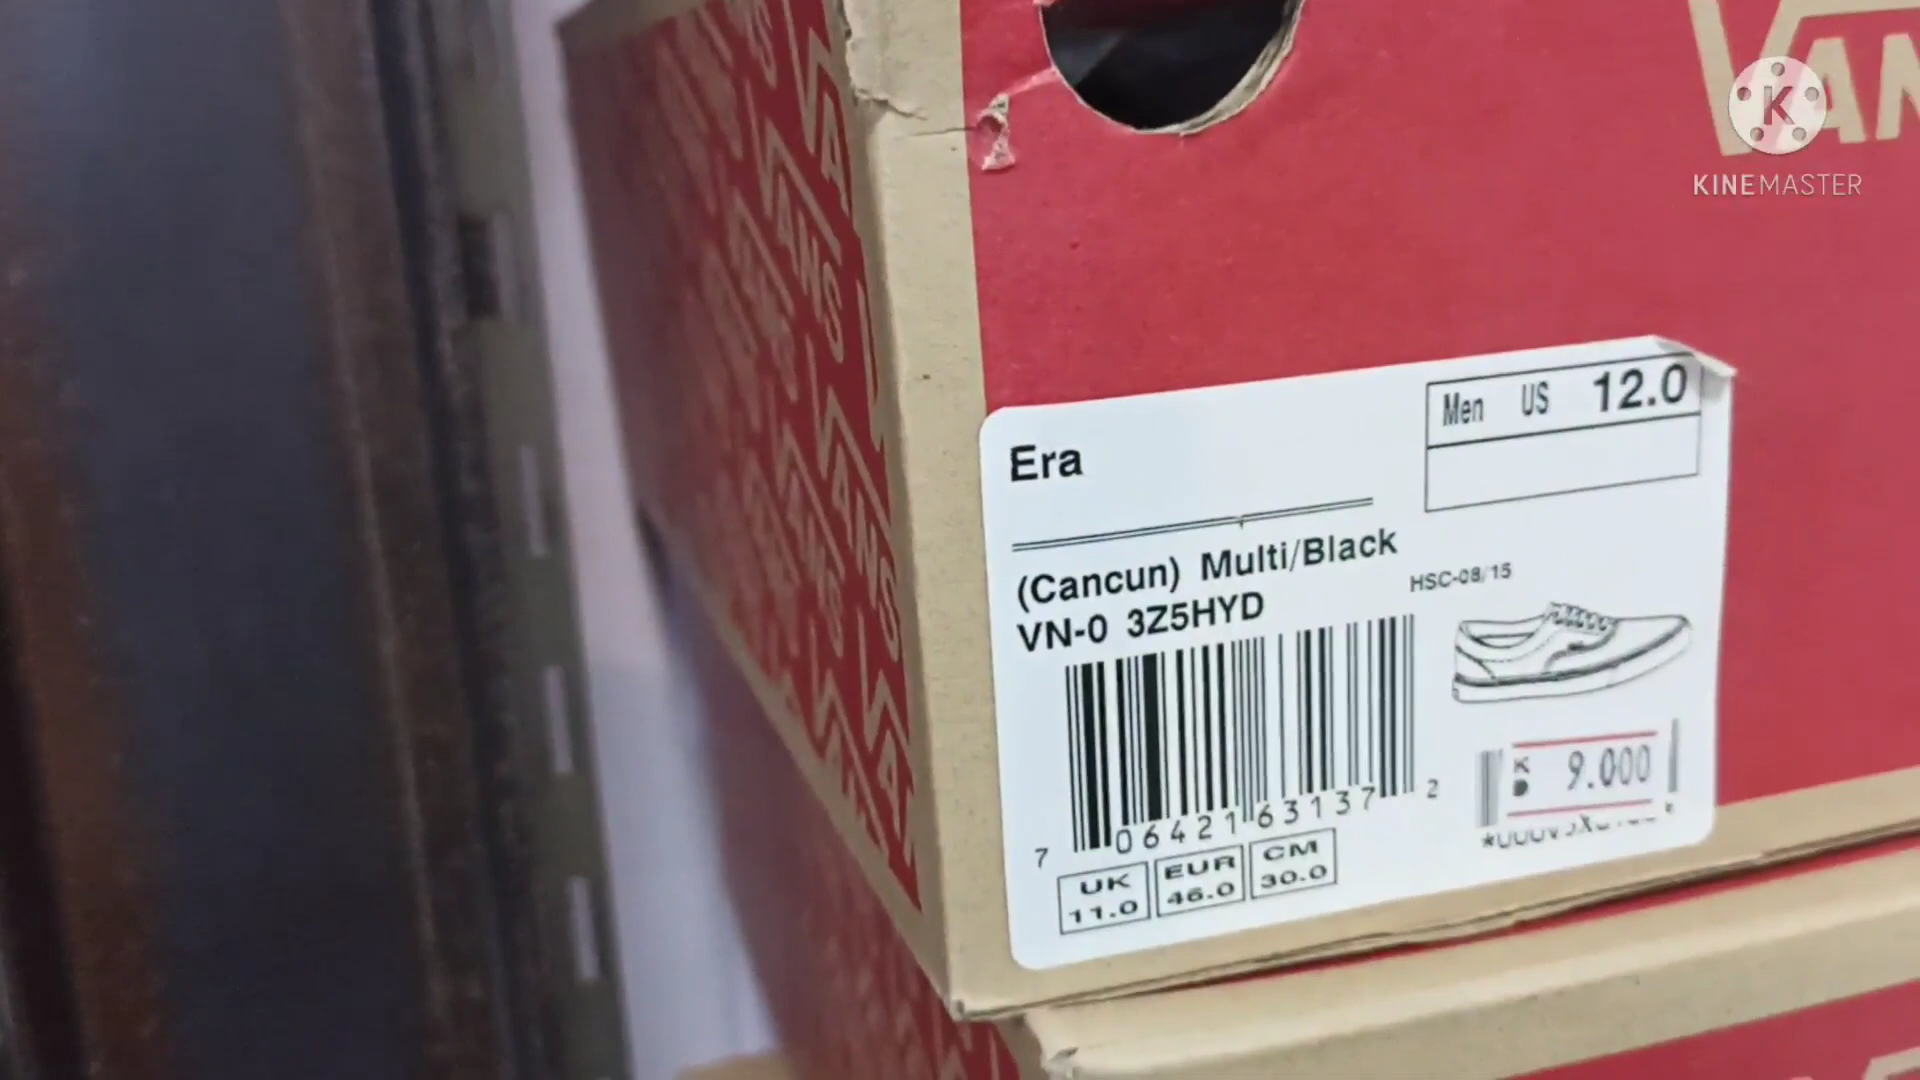 VANS
KINEMASTER
Men US 12.0
Era
(Cancun) Multi/Black
VN-0 3Z5HYD
HSC-08/15
7 06421 63137 2
KD 9.000
UK EUR CM
11.0 46.0 30.0